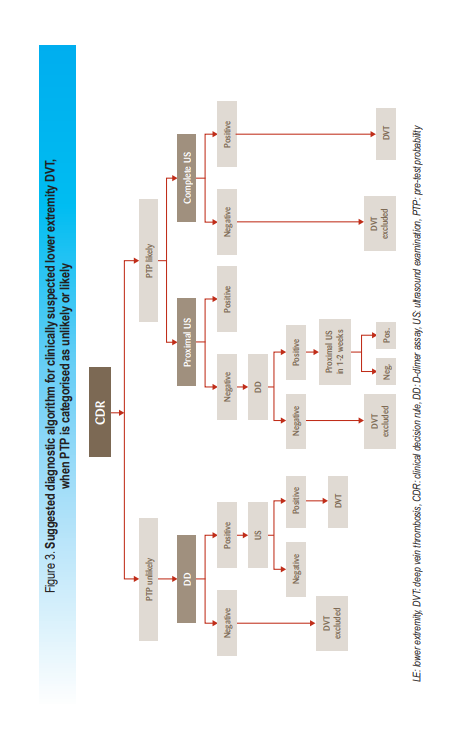 Figure 3. Suggested diagnostic algorithm for clinically suspected lower extremity DVT,
when PTP is categorised as unlikely or likely
CDR
PTP unlikely
PTP likely
DD
Proximal US
Complete US
Negative
Positive
Negative
Positive
Negative
Positive
US
DD
Negative
Positive
Negative
Positive
DVT
excluded
DVT
Proximal US
in 1-2 weeks
DVT
excluded
Neg.
Pos.
DVT
excluded
DVT
LE: lower extremity, DVT: deep vein thrombosis, CDR: clinical decision rule. DD: D-dimer assay, US: ultrasound examination, PTP: pre-test probability